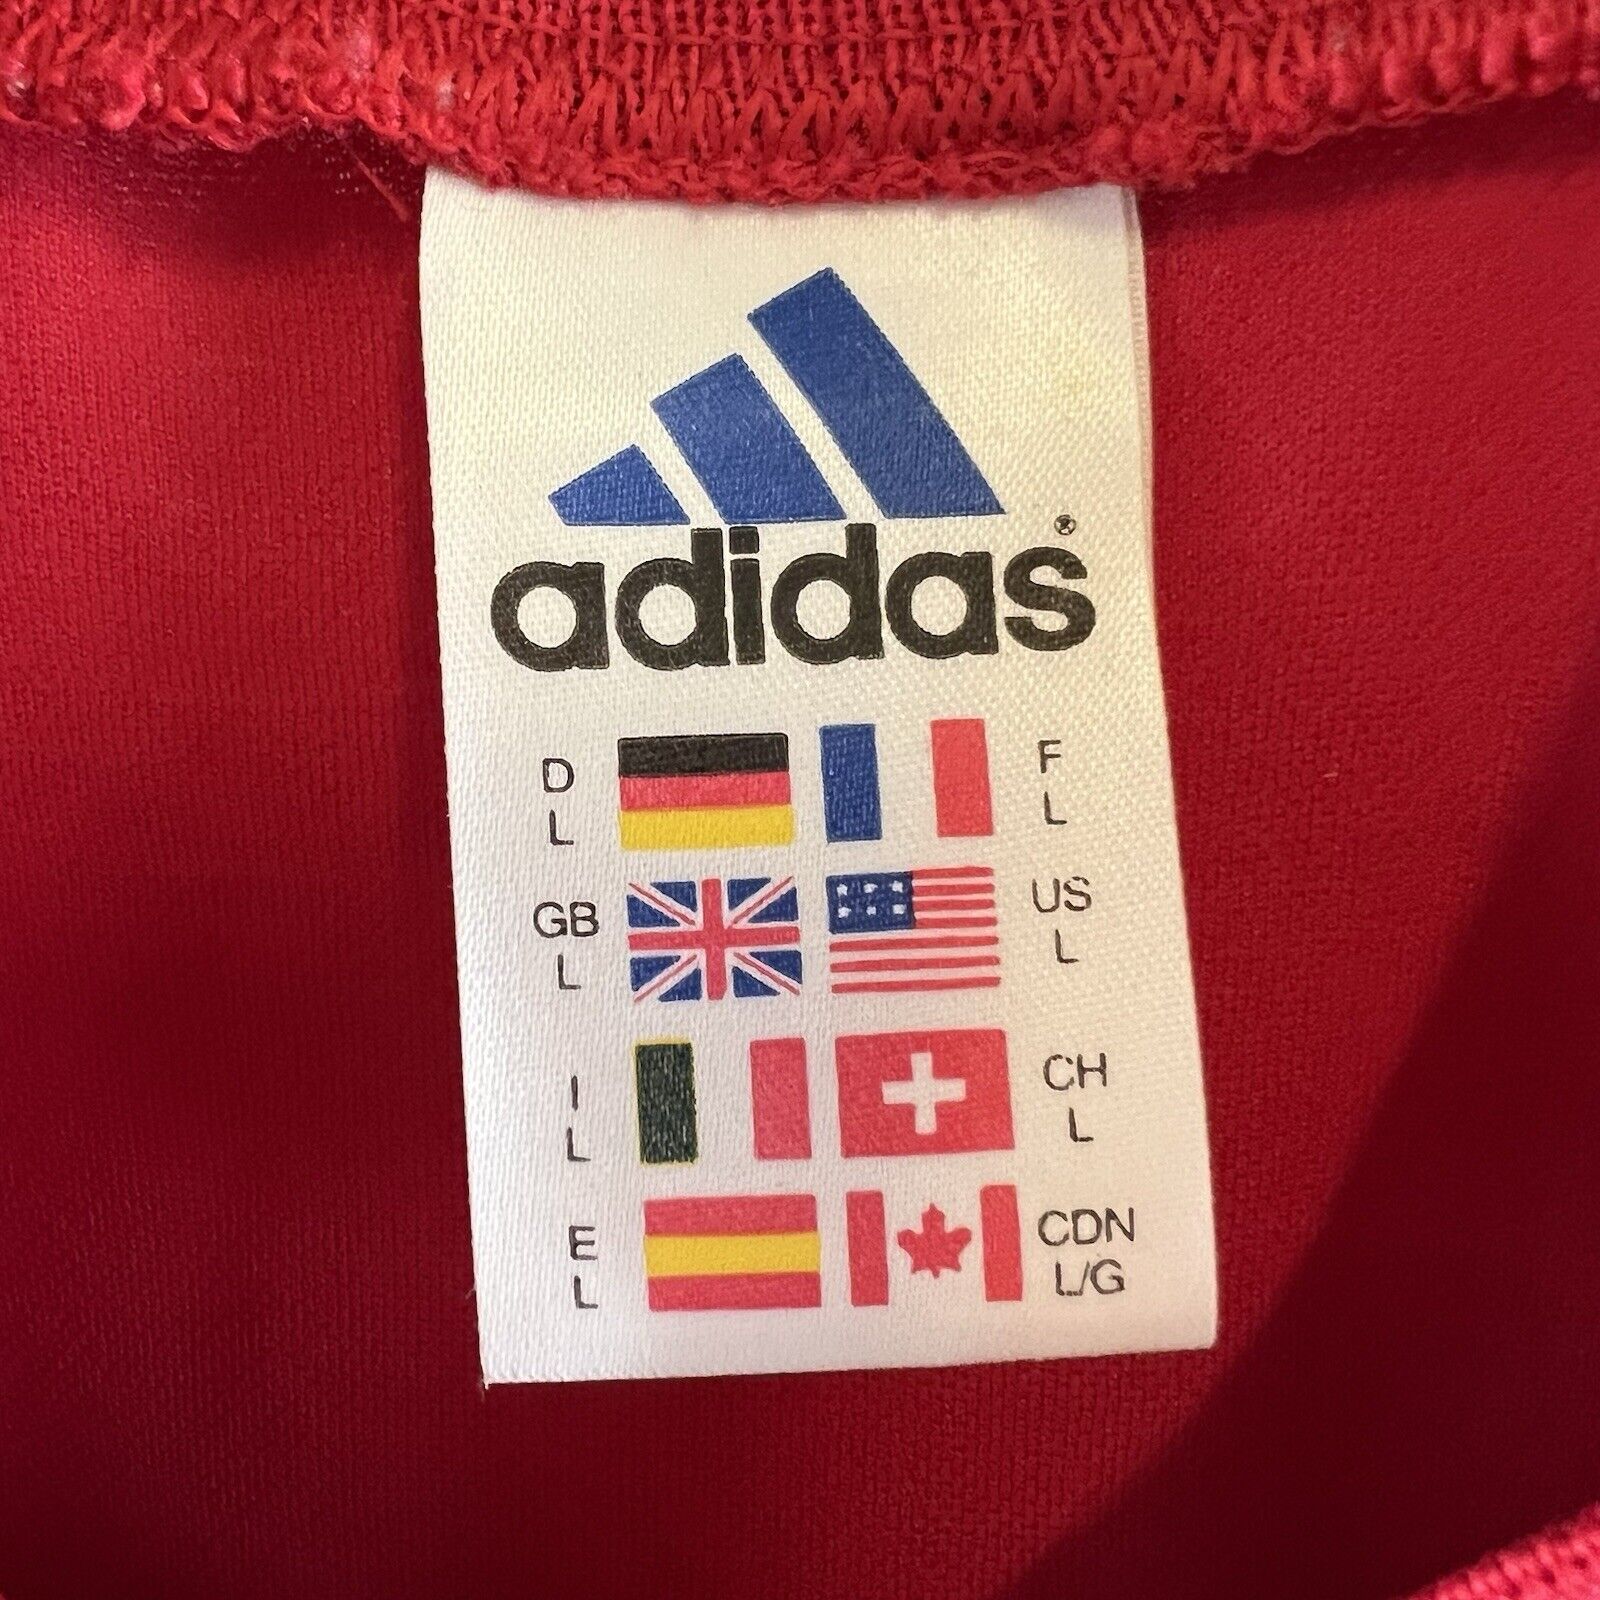 adidas®
D F
L L
GB US
L L
I CH
L L
E CDN
L L/G